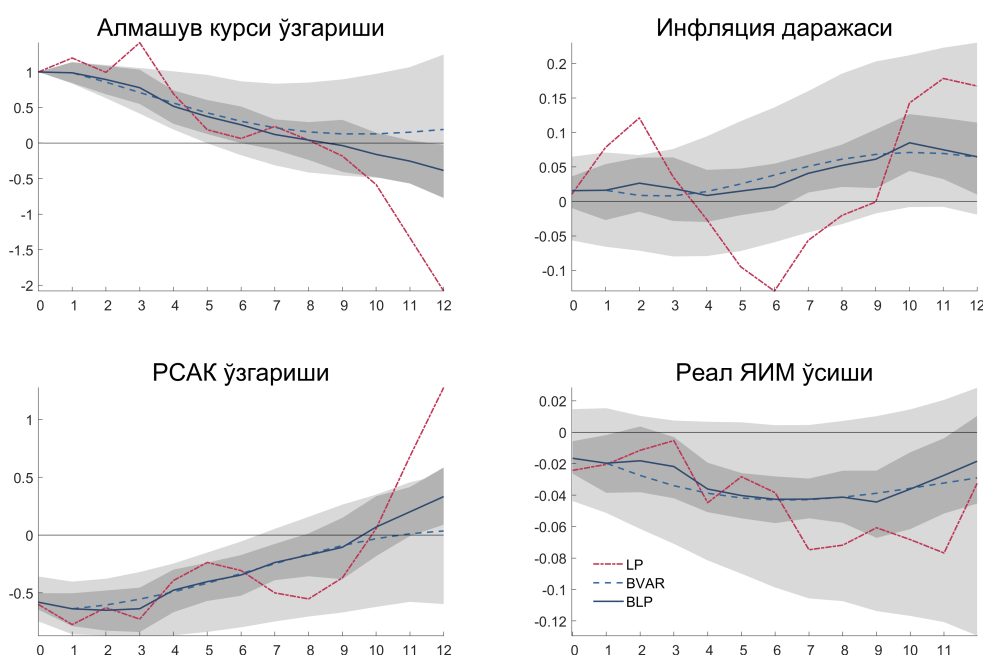 Алмашув курси ўзгариши
1
0.5
0
-0.5
-1
-1.5
-2
0 1 2 3 4 5 6 7 8 9 10 11 12
Инфляция даражаси
0.2
0.15
0.1
0.05
0
-0.05
-0.1
0 1 2 3 4 5 6 7 8 9 10 11 12
РСАК ўзгариши
1
0.5
0
-0.5
0 1 2 3 4 5 6 7 8 9 10 11 12
Реал ЯИМ ўсиши
0.02
0
-0.02
-0.04
-0.06
-0.08
-0.1
-0.12
LP
BVAR
BLP
0 1 2 3 4 5 6 7 8 9 10 11